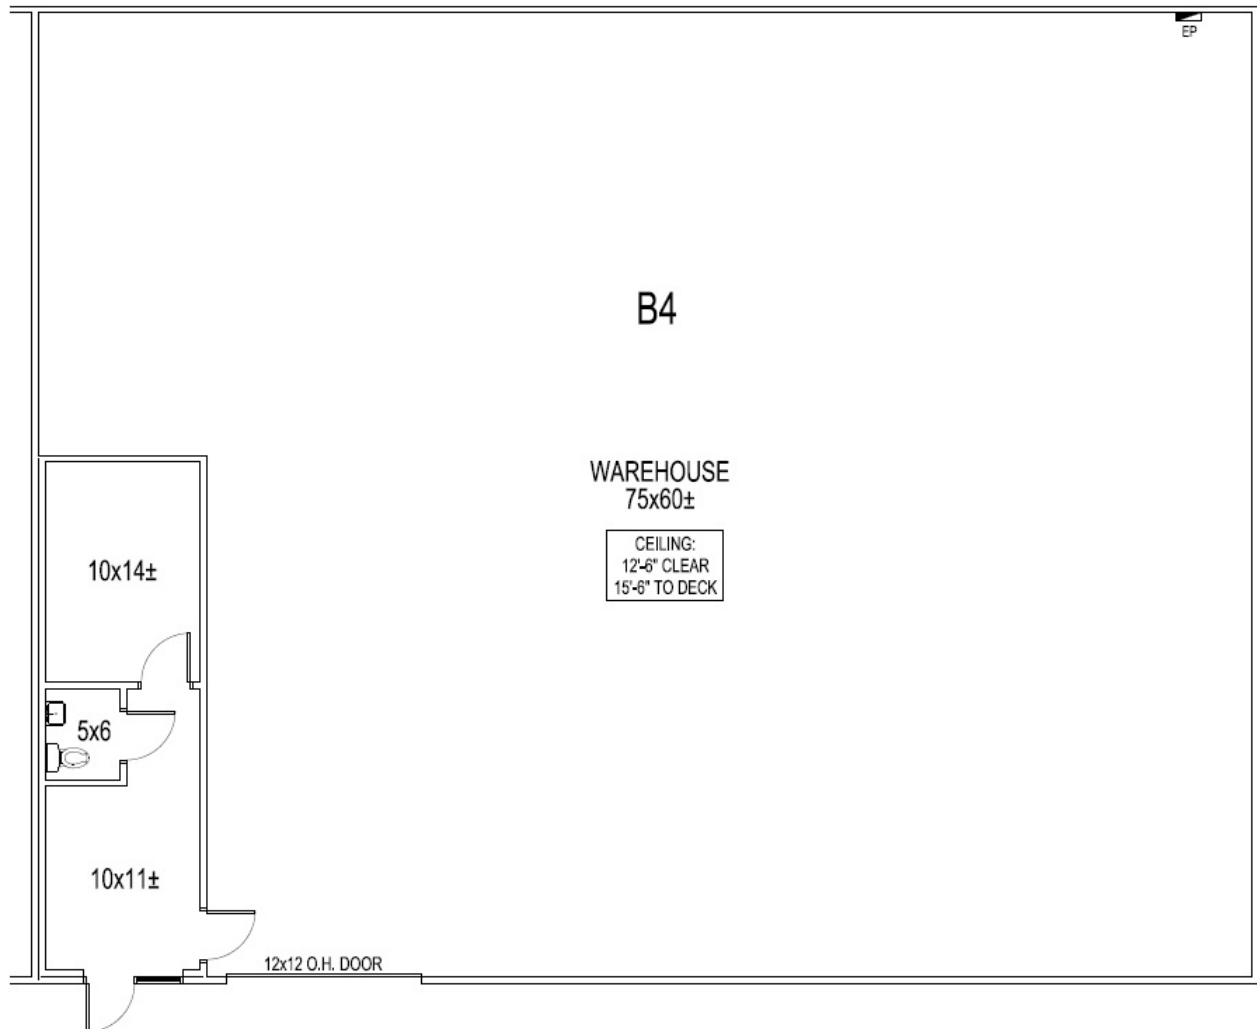 EP
B4
WAREHOUSE
75x60±
CEILING:
12'-6" CLEAR
15'-6" TO DECK
10x14±
5x6
10x11±
12x12 O.H. DOOR